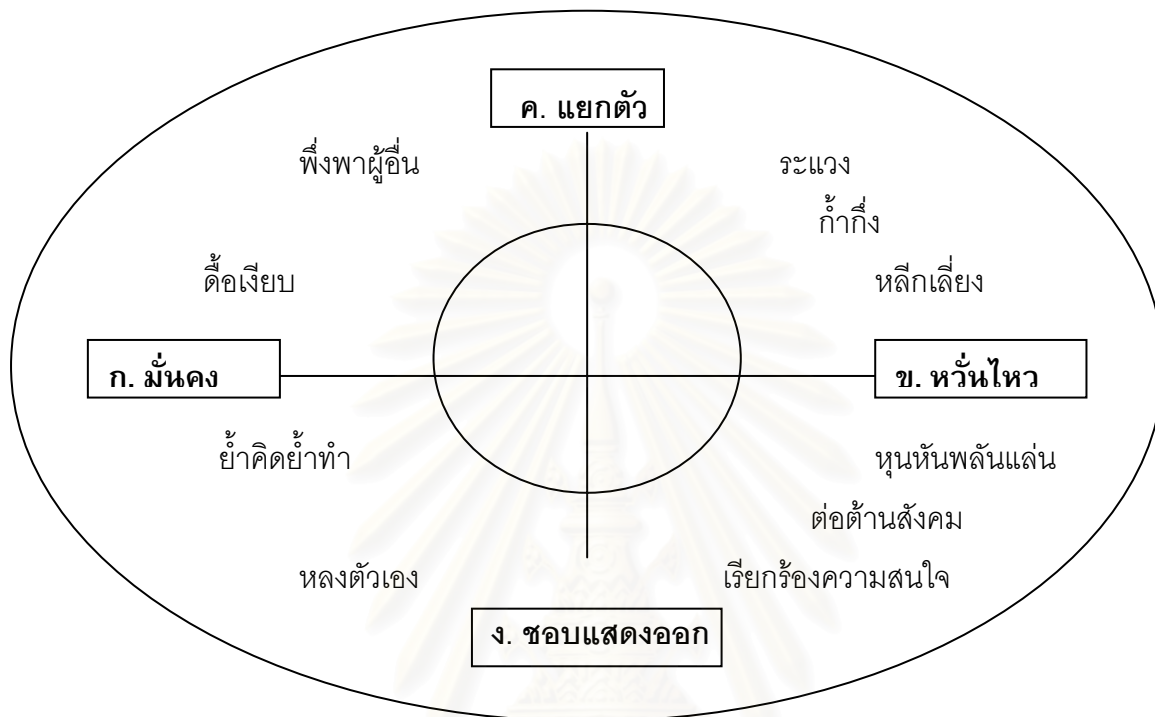 ค. แยกตัว
พึ่งพาผู้อื่น
ระแวง
ก้ำกึ่ง
ดื้อเงียบ
หลีกเลี่ยง
ก. มั่นคง
ข. หวั่นไหว
ย้ำคิดย้ำทำ
หุนหันพลันแล่น
ต่อต้านสังคม
หลงตัวเอง
เรียกร้องความสนใจ
ง. ชอบแสดงออก